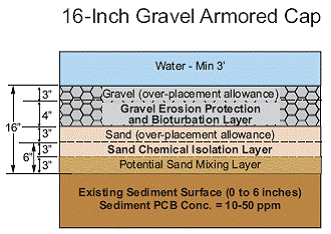 16-Inch Gravel Armored Cap
Water - Min 3'
3" Gravel (over-placement allowance)
4" Gravel Erosion Protection
and Bioturbation Layer
16"
3" Sand (over-placement allowance)
6" 3" Sand Chemical Isolation Layer
3" Potential Sand Mixing Layer
Existing Sediment Surface (0 to 6 inches)
Sediment PCB Conc. = 10-50 ppm